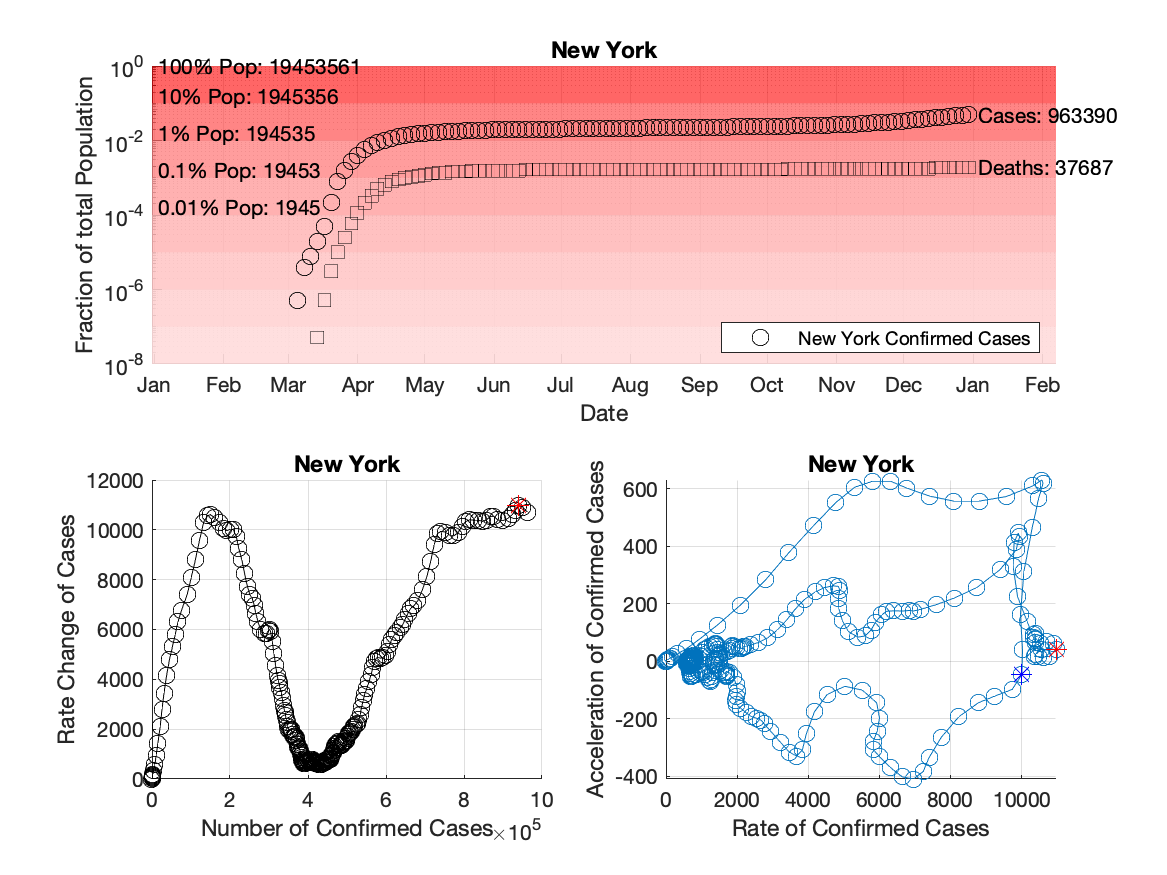 New York
Fraction of total Population
10^0
10^-2
10^-4
10^-6
10^-8
100% Pop: 19453561
10% Pop: 1945356
1% Pop: 194535
0.1% Pop: 19453
0.01% Pop: 1945
Cases: 963390
Deaths: 37687
New York Confirmed Cases
Jan Feb Mar Apr May Jun Jul Aug Sep Oct Nov Dec Jan Feb
Date
New York
Rate Change of Cases
12000
10000
8000
6000
4000
2000
0
0 2 4 6 8 10
Number of Confirmed Cases ×10^5
New York
Acceleration of Confirmed Cases
600
400
200
0
-200
-400
0 2000 4000 6000 8000 10000
Rate of Confirmed Cases